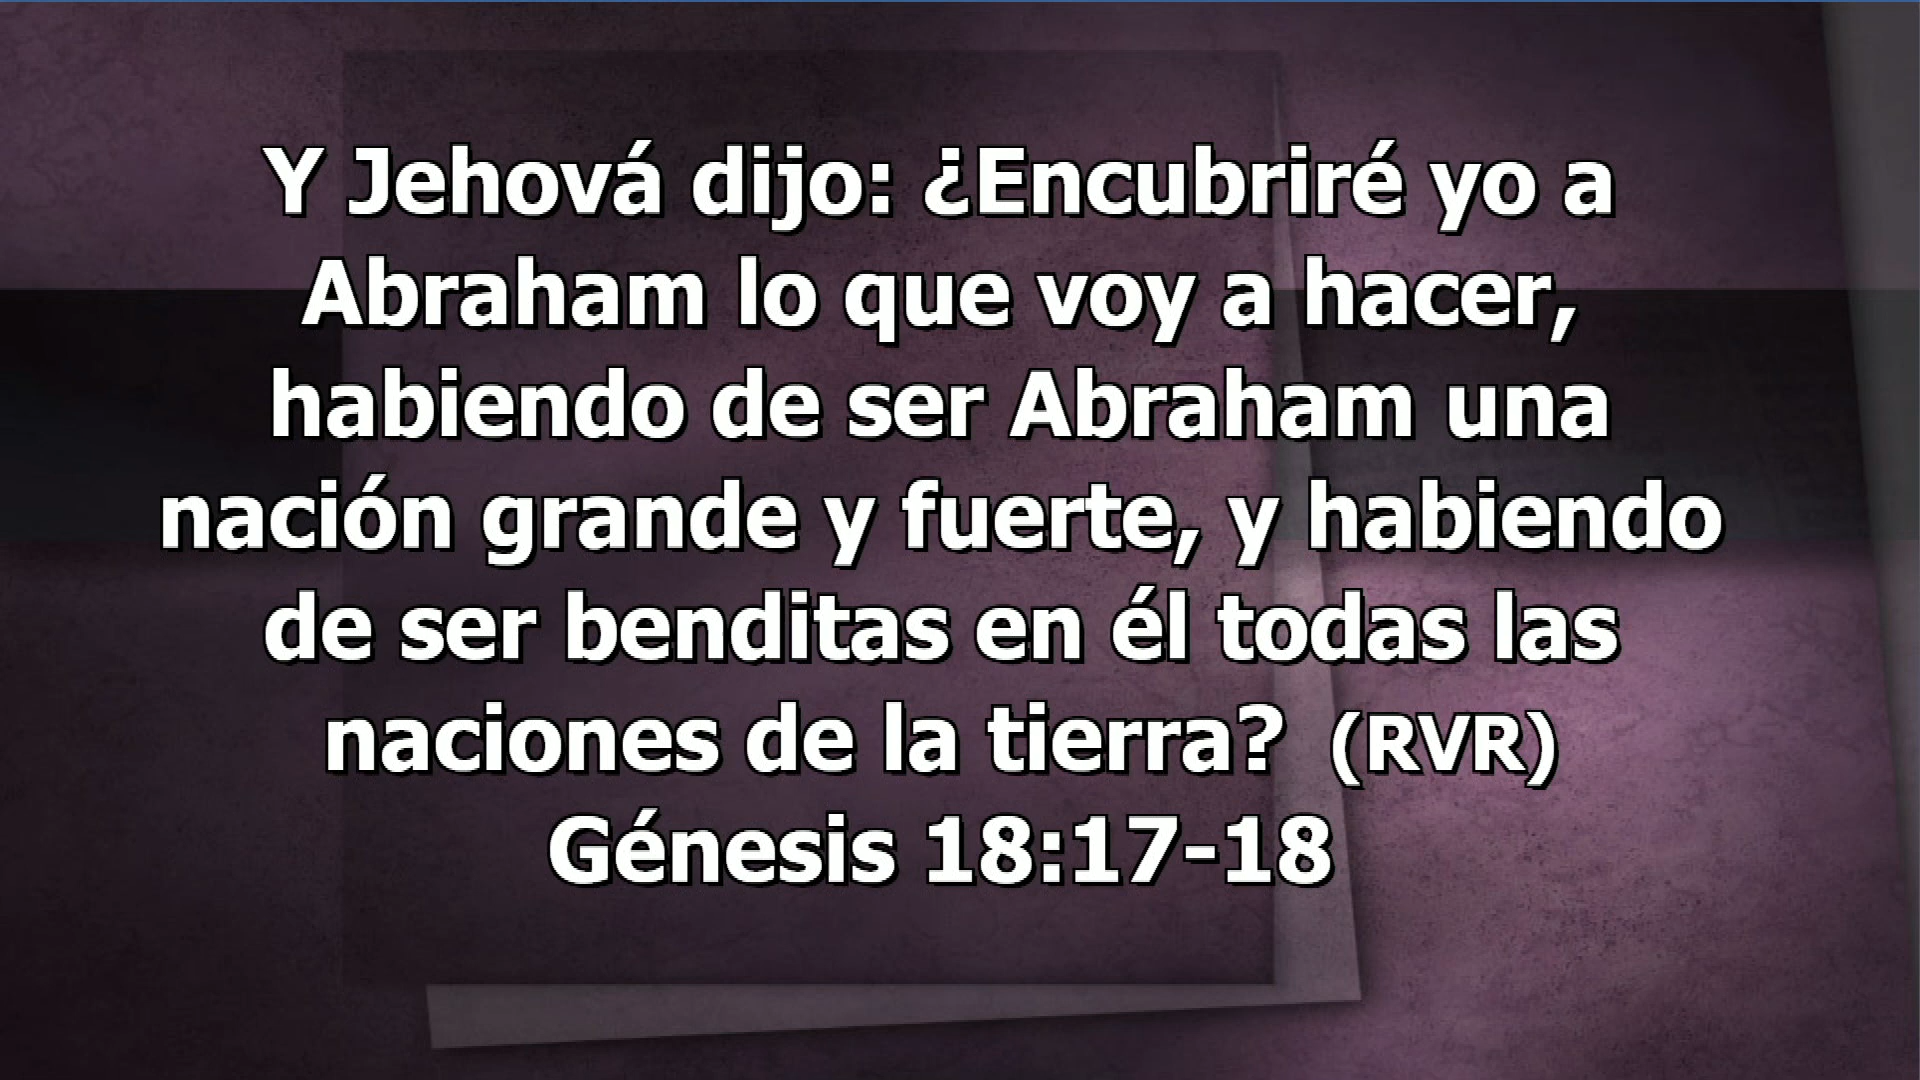 Y Jehová dijo: ¿Encubriré yo a
Abraham lo que voy a hacer,
habiendo de ser Abraham una
nación grande y fuerte, y habiendo
de ser benditas en él todas las
naciones de la tierra? (RVR)
Génesis 18:17-18